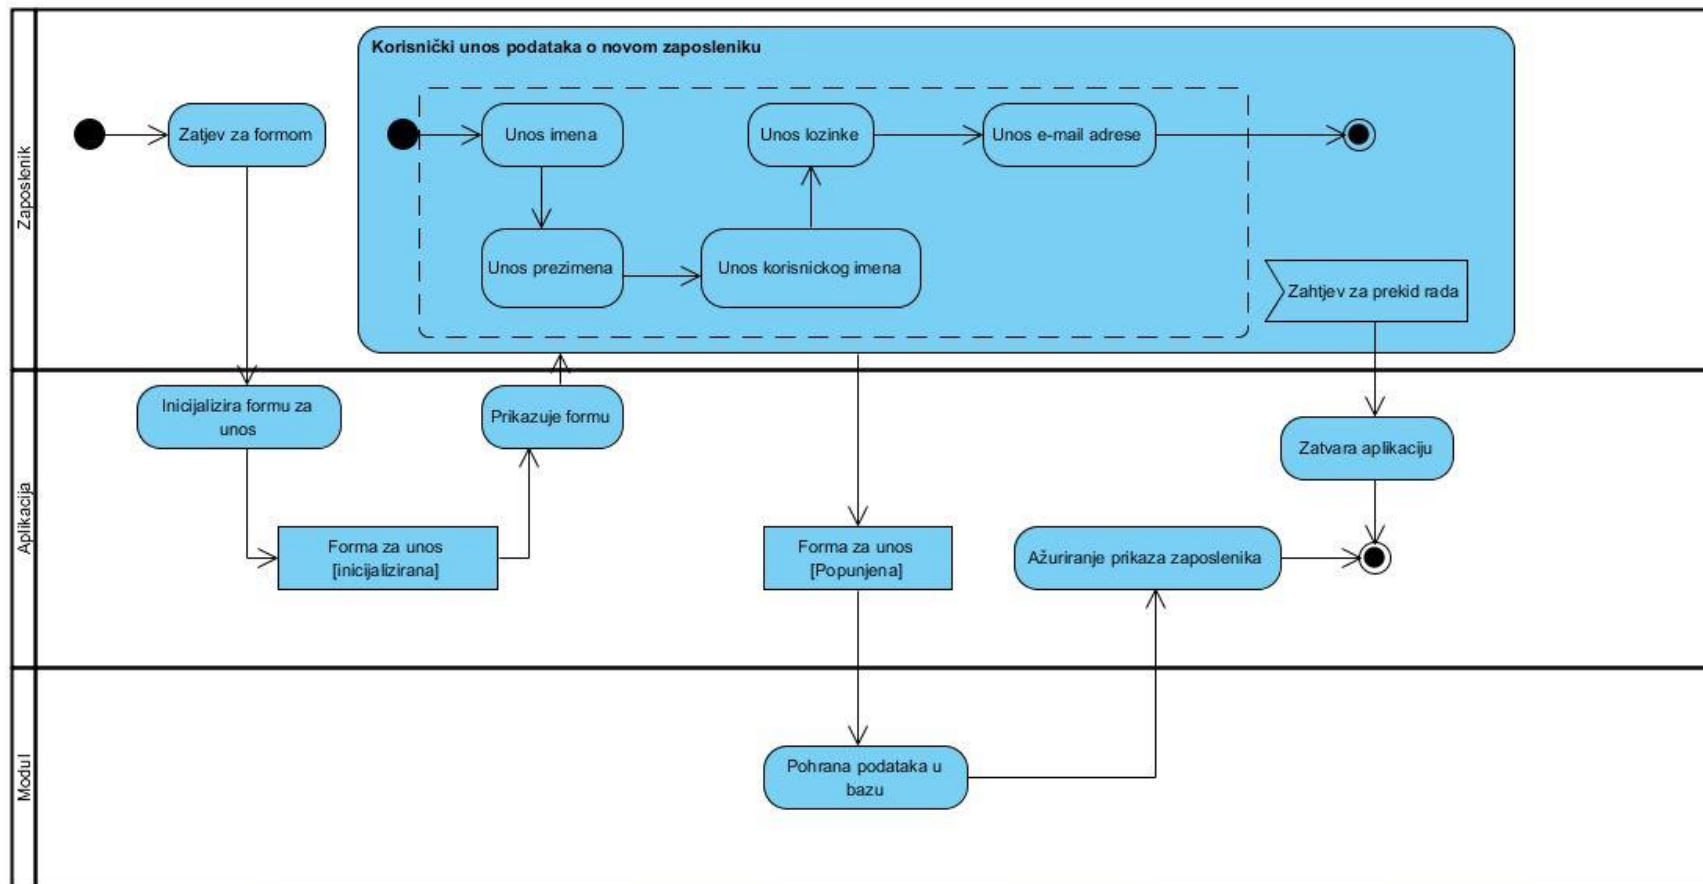 Zaposlenik
Korisnički unos podataka o novom zaposleniku
Zatjev za formom
Unos imena
Unos lozinke
Unos e-mail adrese
Unos prezimena
Unos korisnickog imena
Zahtjev za prekid rada
Aplikacija
Inicijalizira formu za
unos
Prikazuje formu
Zatvara aplikaciju
Forma za unos
[inicijalizirana]
Forma za unos
[Popunjena]
Ažuriranje prikaza zaposlenika
Modul
Pohrana podataka u
bazu